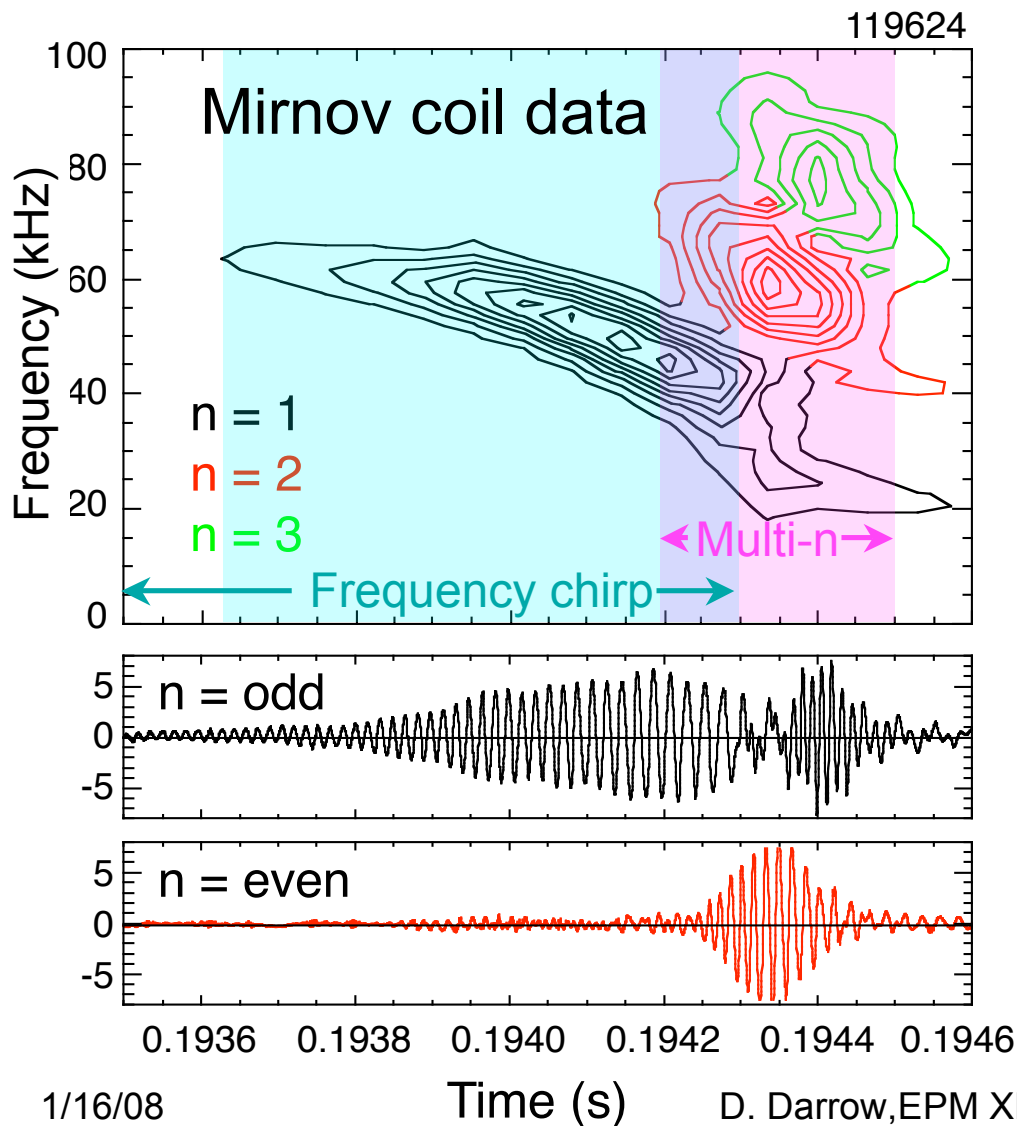 119624
Mirnov coil data
Frequency (kHz)
100
80
60
40
20
0
n = 1
n = 2
n = 3
Multi-n
Frequency chirp
n = odd
5
0
-5
n = even
5
0
-5
0.1936 0.1938 0.1940 0.1942 0.1944 0.1946
Time (s)
1/16/08
D. Darrow,EPM X